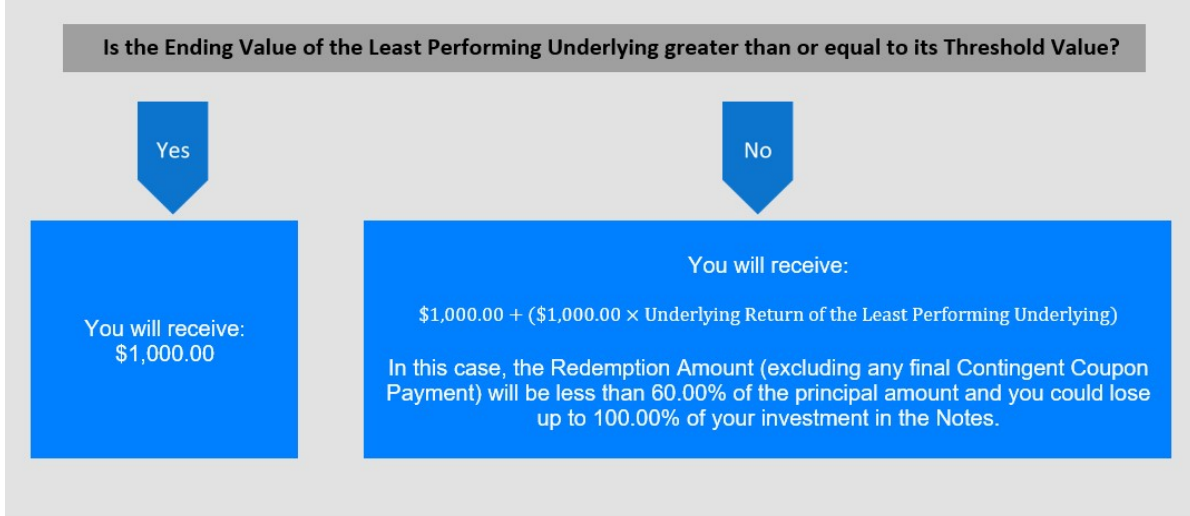 Is the Ending Value of the Least Performing Underlying greater than or equal to its Threshold Value?
Yes
No
You will receive:
$1,000.00
You will receive:
$1,000.00 + ($1,000.00 × Underlying Return of the Least Performing Underlying)
In this case, the Redemption Amount (excluding any final Contingent Coupon
Payment) will be less than 60.00% of the principal amount and you could lose
up to 100.00% of your investment in the Notes.